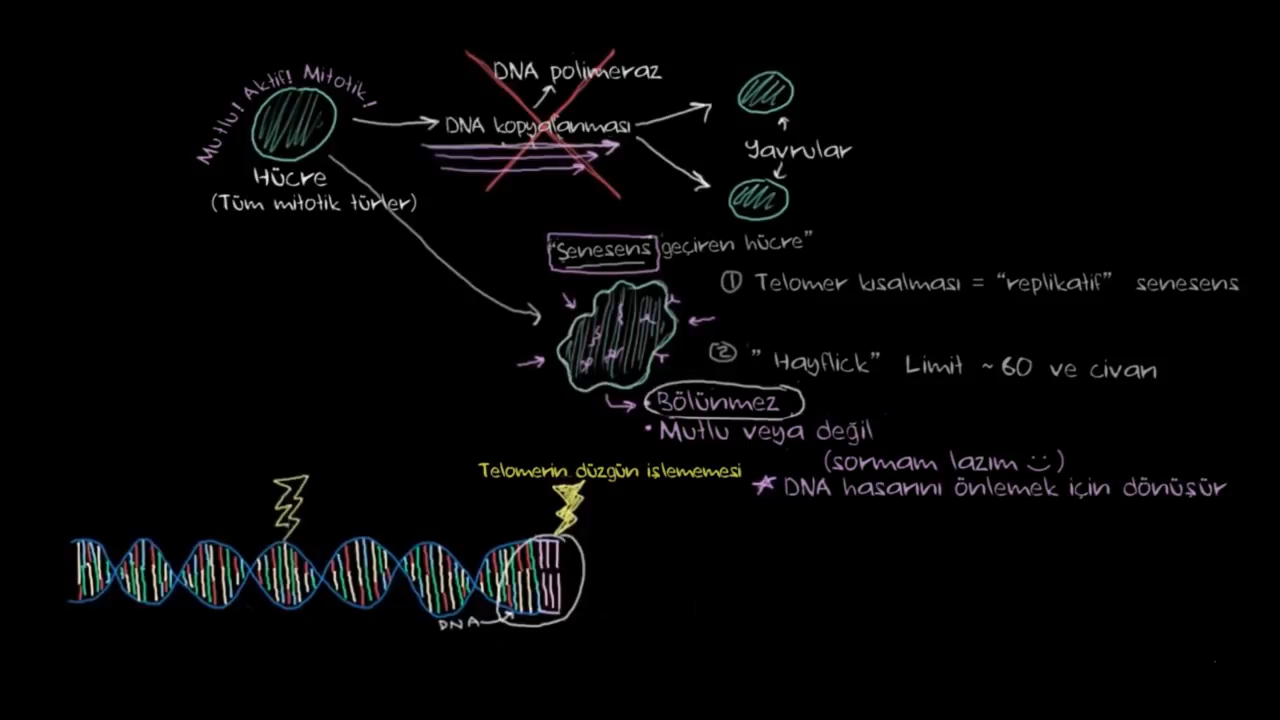 Mutlu! Aktif! Mitotik!
DNA polimeraz
DNA kopyalanması
Yavrular
Hücre
(Tüm mitotik türler)
"Senesens geçiren hücre"
① Telomer kısalması = "replikatif" senesens
② "Hayflick" Limit ~60 ve civarı
Bölünmez
• Mutlu veya değil
(sormam lazım :))
Telomerin düzgün işlememesi
* DNA hasarını önlemek için dönüşür
DNA